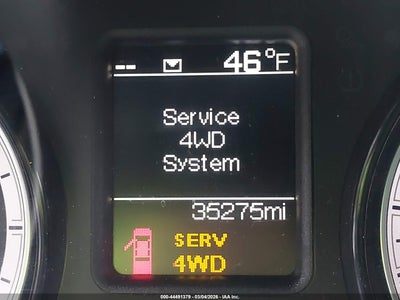 -- 46°F
Service
4WD
System
35275mi
SERV
4WD
000-44491379 - 03/04/2026 - IAA Inc.